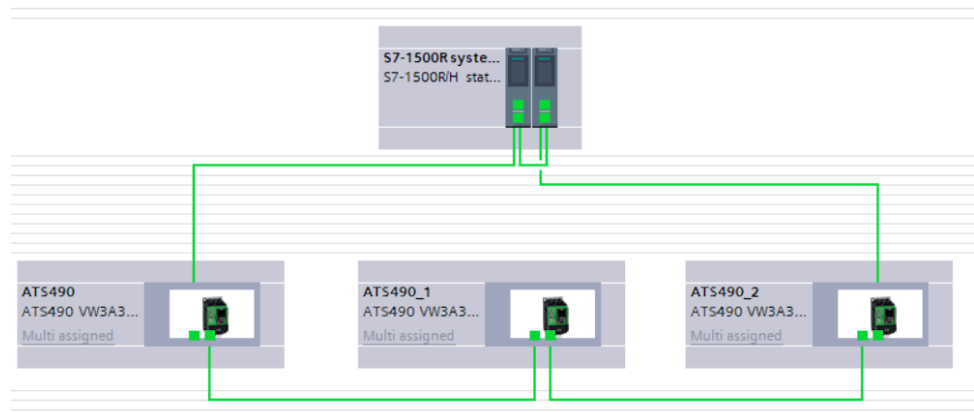 S7-1500R syste...
S7-1500R/H stat...
ATS490
ATS490 VW3A3...
Multi assigned
ATS490_1
ATS490 VW3A3...
Multi assigned
ATS490_2
ATS490 VW3A3...
Multi assigned